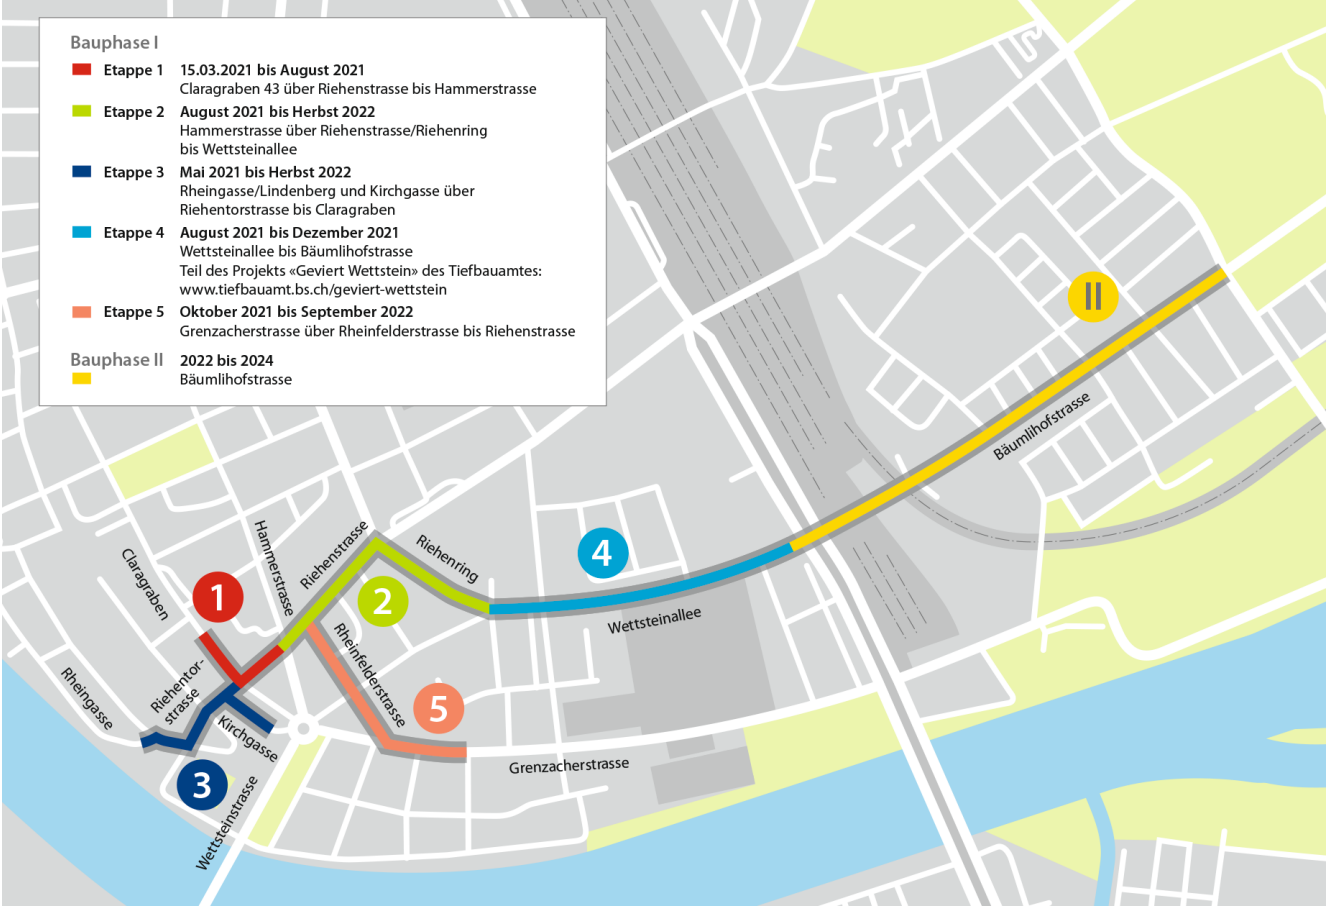 Bauphase I
Etappe 1 15.03.2021 bis August 2021
Claragraben 43 über Riehenstrasse bis Hammerstrasse
Etappe 2 August 2021 bis Herbst 2022
Hammerstrasse über Riehenstrasse/Riehenring
bis Wettsteinallee
Etappe 3 Mai 2021 bis Herbst 2022
Rheingasse/Lindenberg und Kirchgasse über
Riehentorstrasse bis Claragraben
Etappe 4 August 2021 bis Dezember 2021
Wettsteinallee bis Bäumlihofstrasse
Teil des Projekts «Geviert Wettstein» des Tiefbauamtes:
www.tiefbauamt.bs.ch/geviert-wettstein
Etappe 5 Oktober 2021 bis September 2022
Grenzacherstrasse über Rheinfelderstrasse bis Riehenstrasse
Bauphase II 2022 bis 2024
Bäumlihofstrasse
II
Bäumlihofstrasse
Hammerstrasse
Riehenstrasse
Riehenring
4
Claragraben
1
2
Wettsteinallee
Rheinfelderstrasse
Riehentor-
strasse
Rheingasse
5
Kirchgasse
Grenzacherstrasse
3
Wettsteinstrasse